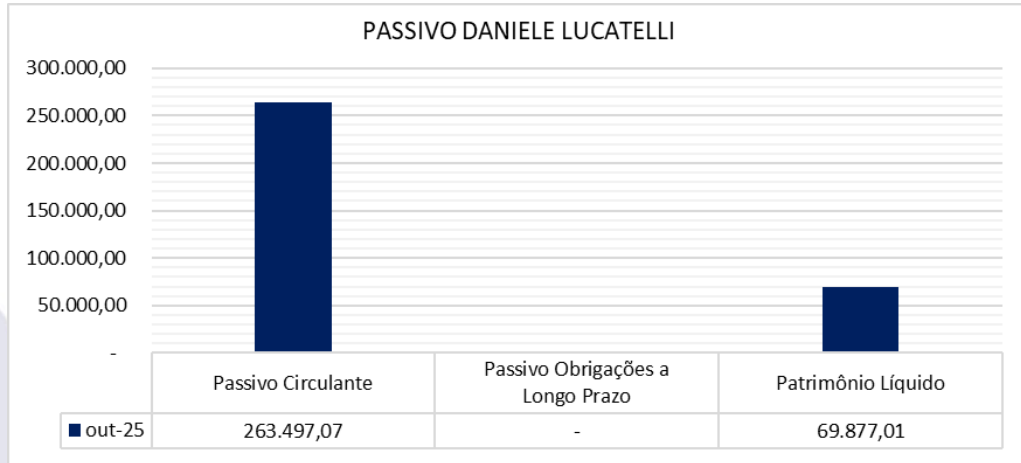 PASSIVO DANIELE LUCATELLI
300.000,00
250.000,00
200.000,00
150.000,00
100.000,00
50.000,00
-
Passivo Circulante
Passivo Obrigações a
Longo Prazo
Patrimônio Líquido
out-25 263.497,07 - 69.877,01